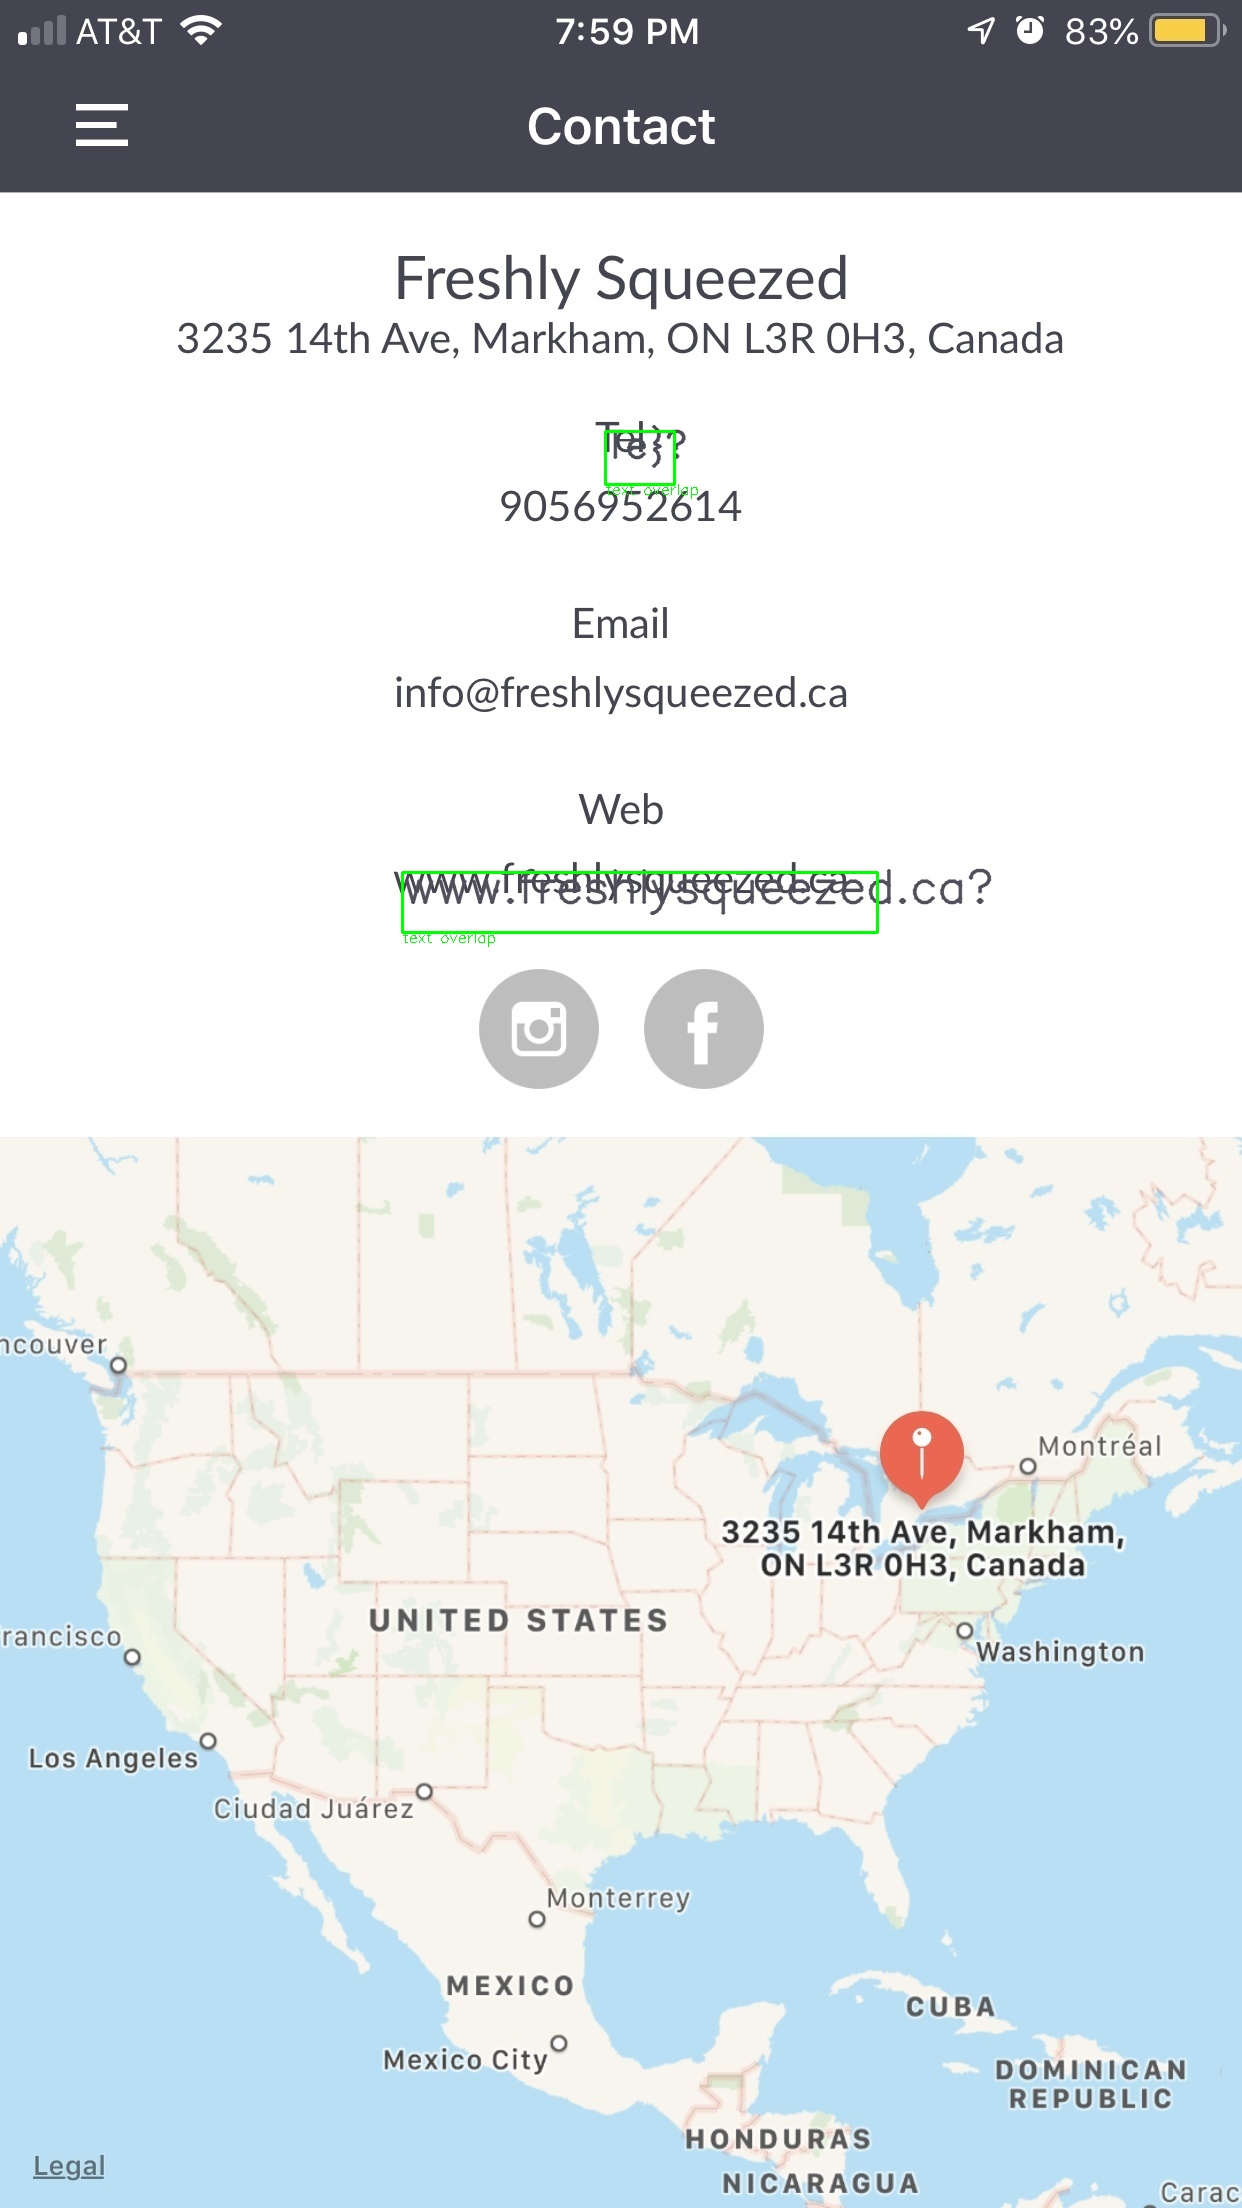 AT&T 7:59 PM 83%
Contact
Freshly Squeezed
3235 14th Ave, Markham, ON L3R 0H3, Canada
Tel
text overlap
9056952614
Email
info@freshlysqueezed.ca
Web
www.freshlysqueezed.ca
www.freshlysqueezed.ca?
text overlap
ncouver
Montréal
3235 14th Ave, Markham,
ON L3R 0H3, Canada
UNITED STATES
rancisco
Washington
Los Angeles
Ciudad Juárez
Monterrey
MEXICO
CUBA
Mexico City
DOMINICAN
REPUBLIC
HONDURAS
Legal
NICARAGUA
Carac